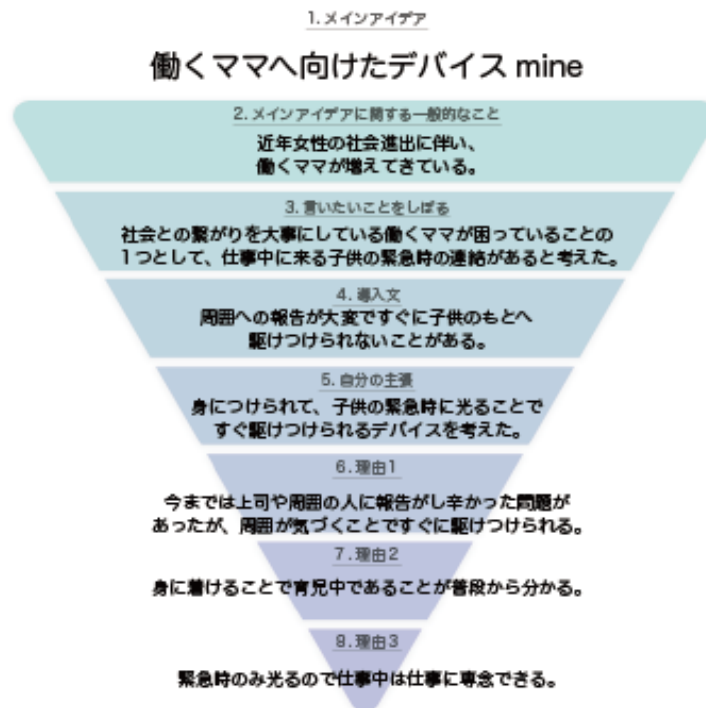 1.メインアイデア
働くママへ向けたデバイス mine
2.メインアイデアに関する一般的なこと
近年女性の社会進出に伴い、
働くママが増えてきている。
3.言いたいことをしぼる
社会との繋がりを大事にしている働くママが困っていることの
1つとして、仕事中に来る子供の緊急時の連絡があると考えた。
4.導入文
周囲への報告が大変ですぐに子供のもとへ
駆けつけられないことがある。
5.自分の主張
身につけられて、子供の緊急時に光ることで
すぐ駆けつけられるデバイスを考えた。
6.理由1
今までは上司や周囲の人に報告がし辛かった問題が
あったが、周囲が気づくことですぐに駆けつけられる。
7.理由2
身に着けることで育児中であることが普段から分かる。
8.理由3
緊急時のみ光るので仕事中は仕事に専念できる。